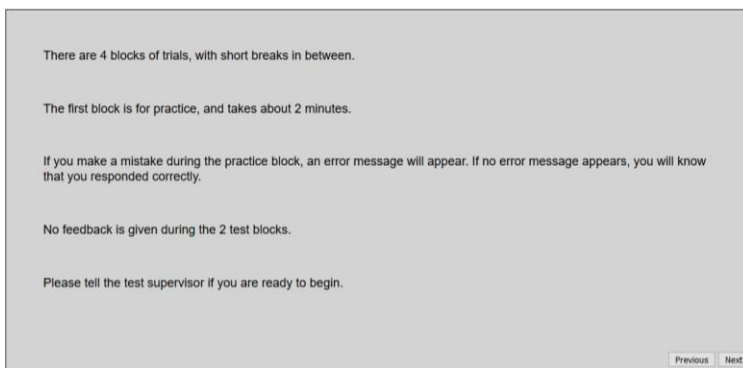 There are 4 blocks of trials, with short breaks in between.
The first block is for practice, and takes about 2 minutes.
If you make a mistake during the practice block, an error message will appear. If no error message appears, you will know
that you responded correctly.
No feedback is given during the 2 test blocks.
Please tell the test supervisor if you are ready to begin.
Previous Next